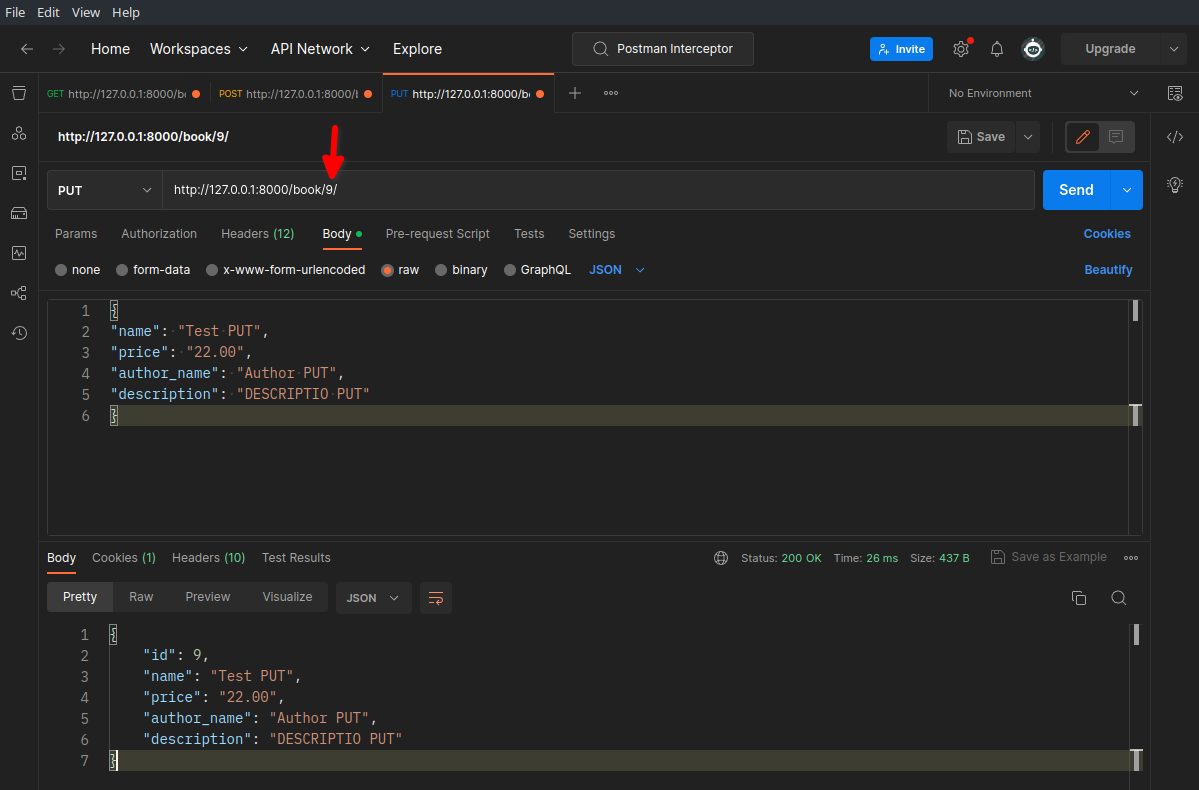 File Edit View Help
Home Workspaces API Network Explore Postman Interceptor Invite Upgrade
GET http://127.0.0.1:8000/b POST http://127.0.0.1:8000/ PUT http://127.0.0.1:8000/b No Environment
http://127.0.0.1:8000/book/9/ Save
PUT http://127.0.0.1:8000/book/9/ Send
Params Authorization Headers (12) Body Pre-request Script Tests Settings Cookies
none form-data x-www-form-urlencoded raw binary GraphQL JSON Beautify
1 {
2 "name": "Test PUT",
3 "price": "22.00",
4 "author_name": "Author PUT",
5 "description": "DESCRIPTIO PUT"
6 }
Body Cookies (1) Headers (10) Test Results Status: 200 OK Time: 26 ms Size: 437 B Save as Example
Pretty Raw Preview Visualize JSON
1 {
2 "id": 9,
3 "name": "Test PUT",
4 "price": "22.00",
5 "author_name": "Author PUT",
6 "description": "DESCRIPTIO PUT"
7 }